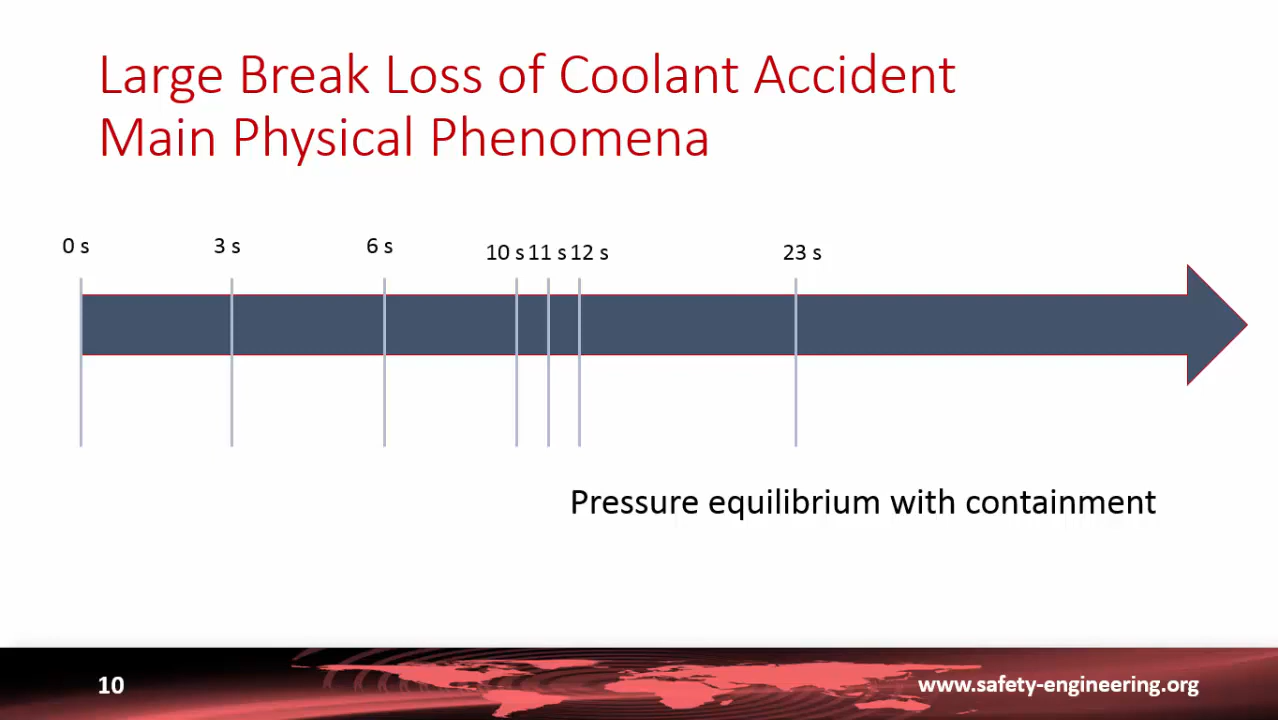 Large Break Loss of Coolant Accident
Main Physical Phenomena
0 s 3 s 6 s 10 s 11 s 12 s 23 s
Pressure equilibrium with containment
10 www.safety-engineering.org